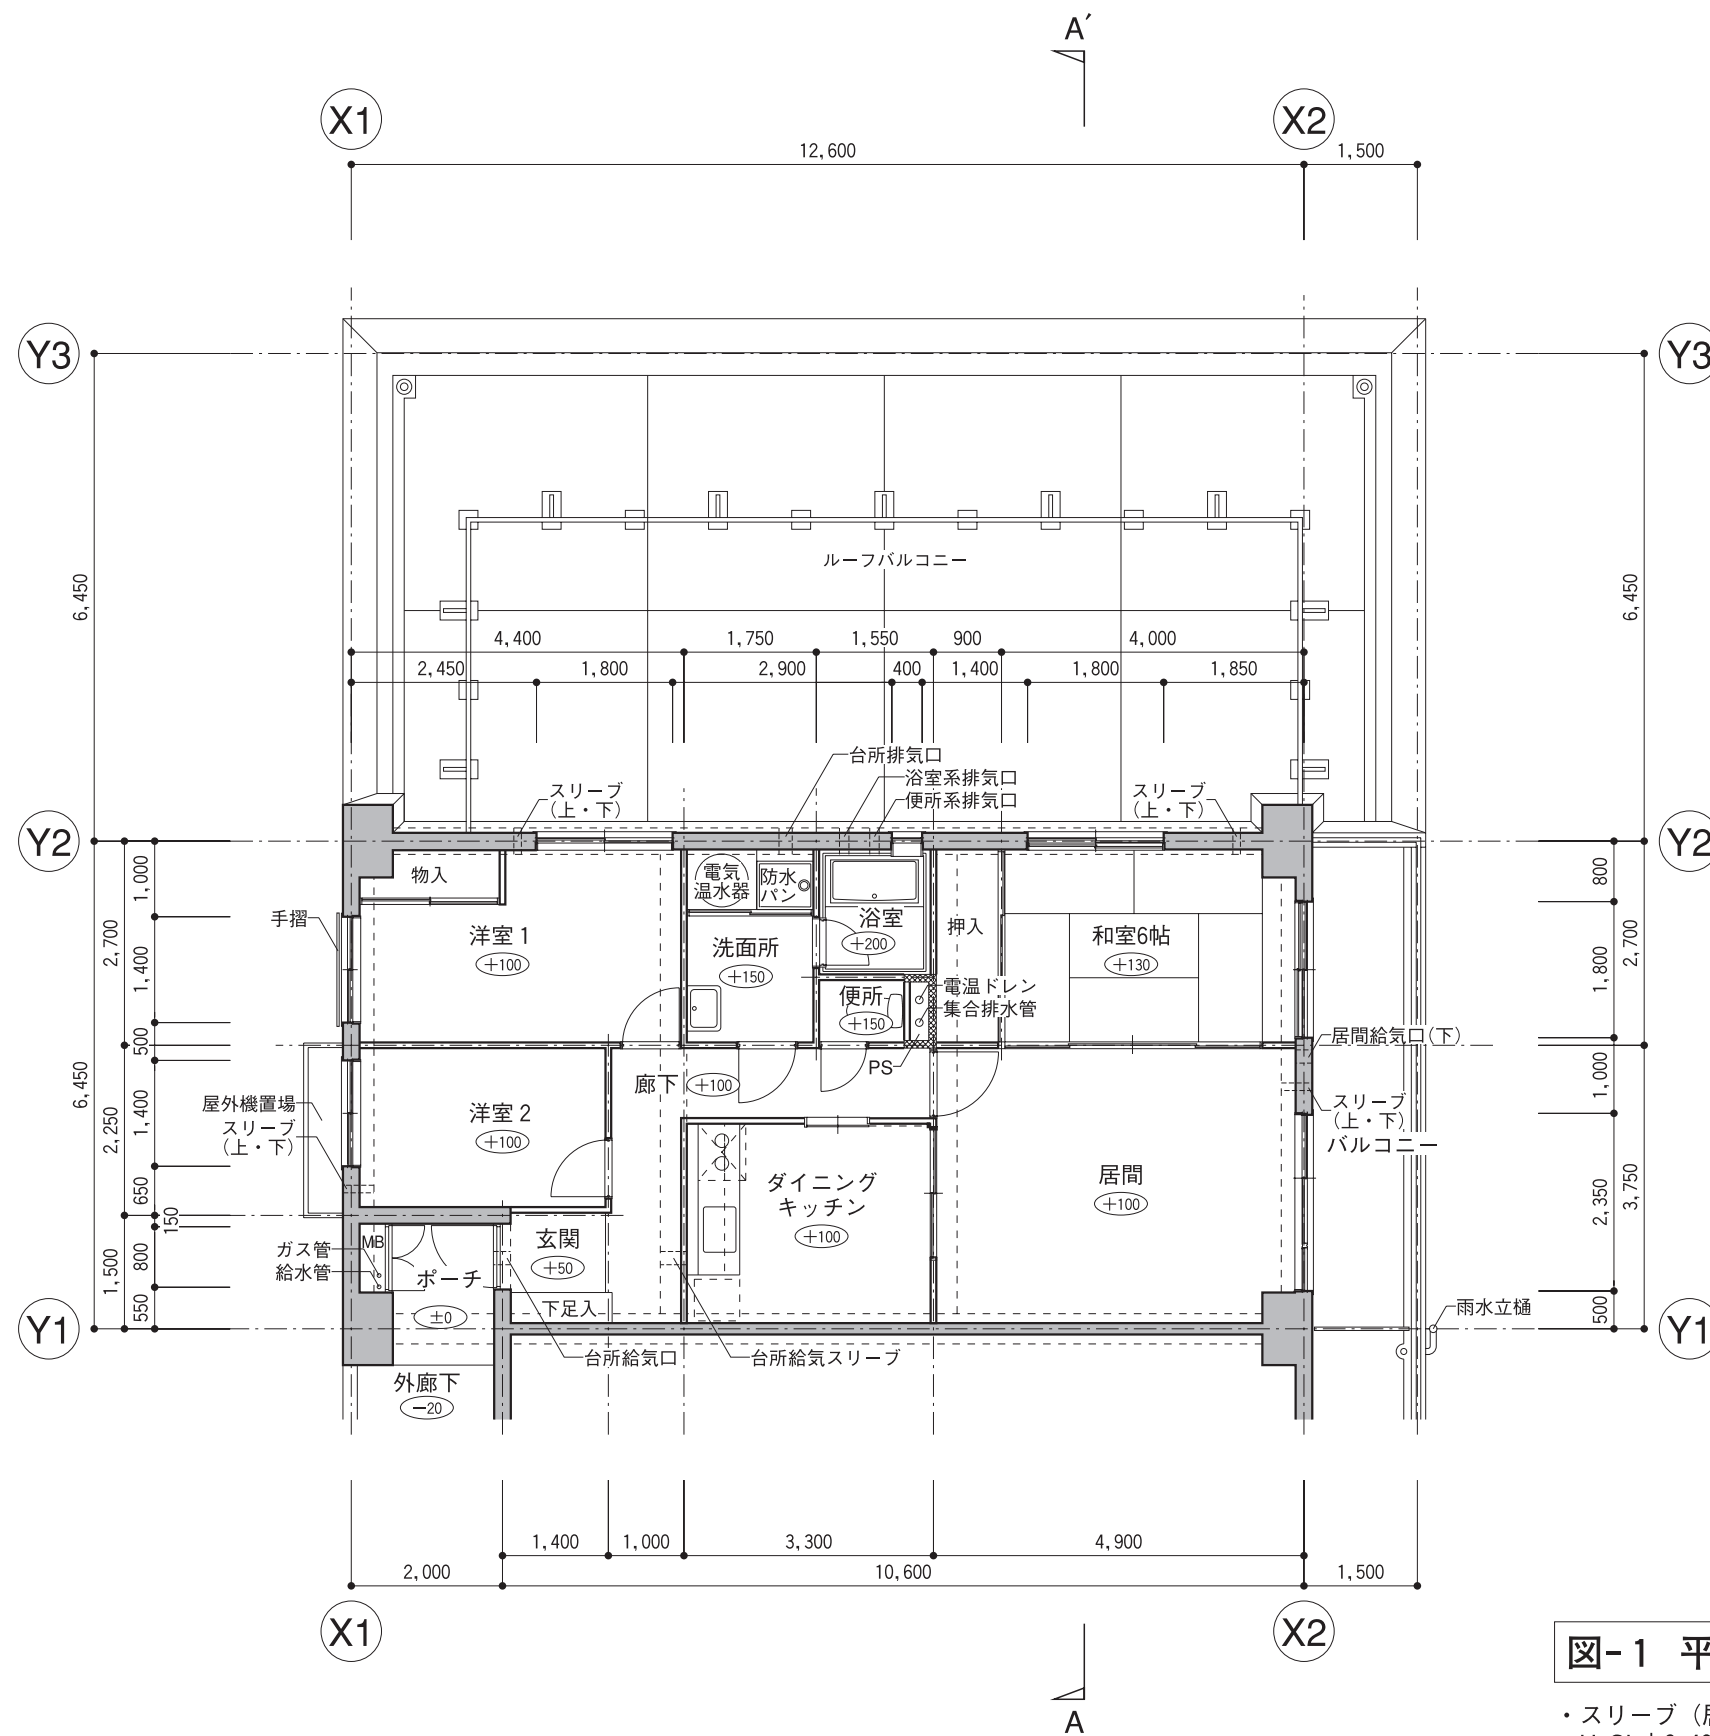 A′
X1
X2
12,600
1,500
Y3
Y3
6,450
6,450
ルーフバルコニー
4,400
1,750
1,550
900
4,000
2,450
1,800
2,900
400
1,400
1,800
1,850
台所排気口
浴室系排気口
便所系排気口
スリーブ
(上・下)
スリーブ
(上・下)
Y2
Y2
1,000
2,700
1,400
500
6,450
2,250
1,400
650
150
1,500
800
550
800
2,700
1,800
1,000
2,350
3,750
500
物入
電気
温水器
防水
パン
手摺
洋室1
+100
洗面所
+150
浴室
+200
押入
和室6帖
+130
便所
+150
電温ドレン
集合排水管
PS
居間給気口(下)
廊下
+100
屋外機置場
スリーブ
(上・下)
洋室2
+100
スリーブ
(上・下)
バルコニー
ダイニング
キッチン
+100
居間
+100
MB
ガス管
給水管
ポーチ
±0
玄関
+50
下足入
雨水立樋
Y1
Y1
台所給気口
台所給気スリーブ
外廊下
−20
1,400
1,000
3,300
4,900
2,000
10,600
1,500
X1
X2
A
図-1 平
・スリーブ（